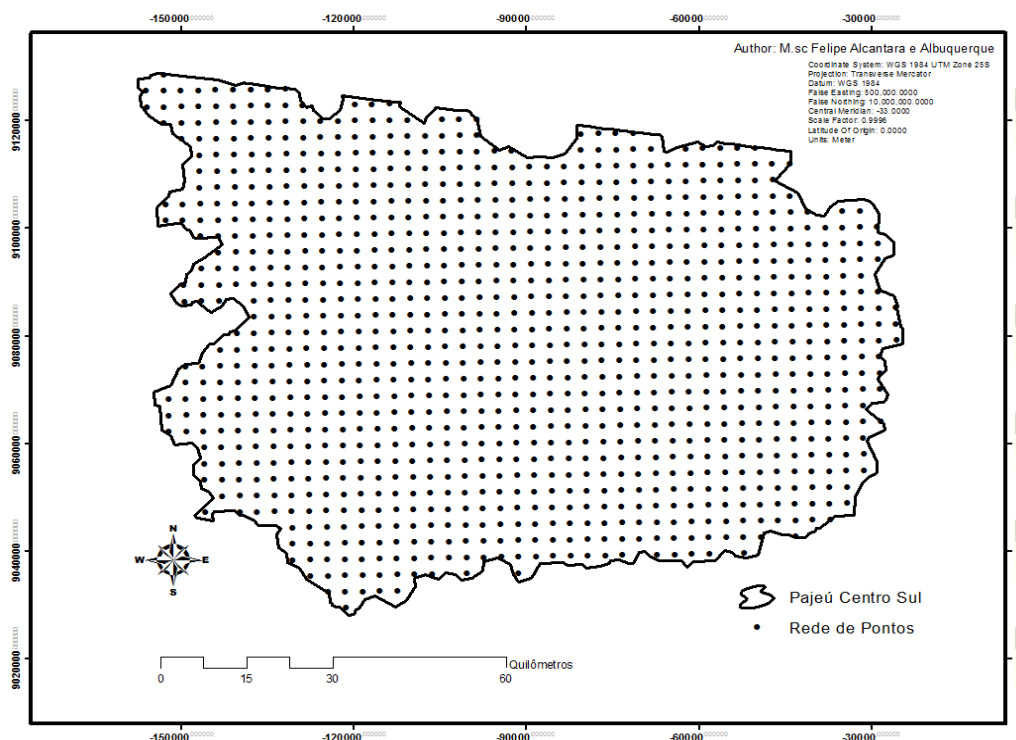 -150000 -120000 -90000 -60000 -30000
Author: M.sc Felipe Alcantara e Albuquerque
Coordinate System: WGS 1984 UTM Zone 25S
Projection: Transverse Mercator
Datum: WGS 1984
False Easting: 500,000.0000
False Northing: 10,000,000.0000
Central Meridian: -33.0000
Scale Factor: 0.9996
Latitude Of Origin: 0.0000
Units: Meter
9120000
9100000
9080000
9060000
9040000
9020000
N
W E
S
Pajeú Centro Sul
Rede de Pontos
Quilômetros
0 15 30 60
-150000 -120000 -90000 -60000 -30000